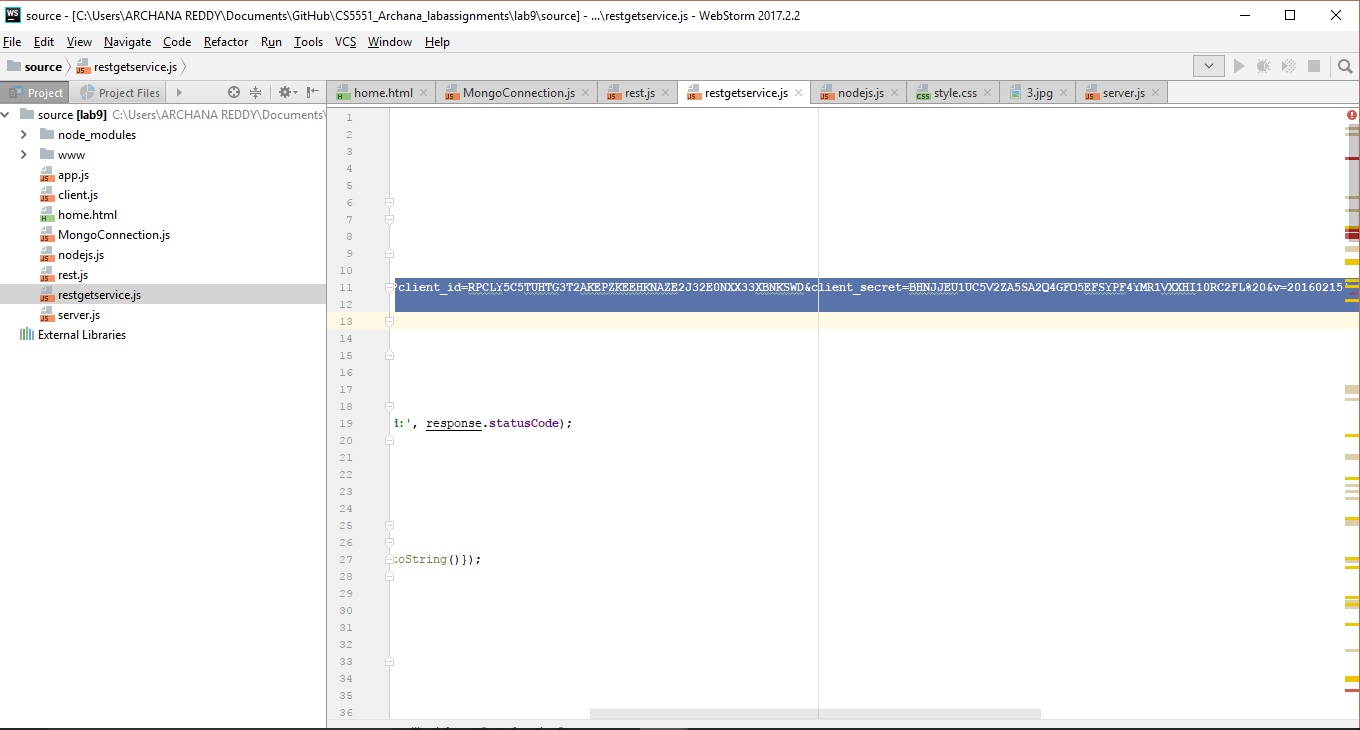 source - [C:\Users\ARCHANA REDDY\Documents\GitHub\CS5551_Archana_labassignments\lab9\source] - ...\restgetservice.js - WebStorm 2017.2.2
File Edit View Navigate Code Refactor Run Tools VCS Window Help
source restgetservice.js
Project Project Files
home.html MongoConnection.js rest.js restgetservice.js nodejs.js style.css 3.jpg server.js
source [lab9] C:\Users\ARCHANA REDDY\Documents\
node_modules
www
app.js
client.js
home.html
MongoConnection.js
nodejs.js
rest.js
restgetservice.js
server.js
External Libraries
1
2
3
4
5
6
7
8
9
10
11 ?client_id=RPCLY5C5TUHTG3T2AKEPZKEEHKNAZE2J32E0NXX33XBNKSWD&client_secret=BHNJJEU1UC5V2ZA5SA2Q4GFO5EFSYPF4YMR1VXXHI10RC2FL%20&v=20160215'
12
13
14
15
16
17
18
19 d:', response.statusCode);
20
21
22
23
24
25
26
27 toString()});
28
29
30
31
32
33
34
35
36